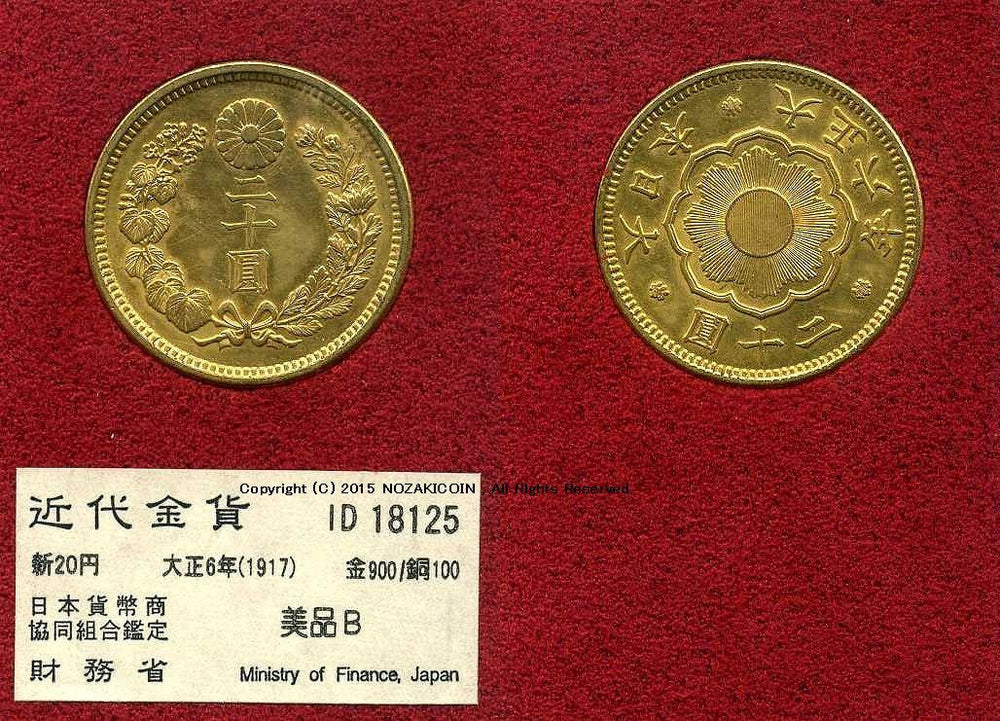 二十圓
大日本
大正六年
二十圓
Copyright (C) 2015 NOZAKICOIN , All Rights Reserved
近代金貨 ID 18125
新20円 大正6年(1917) 金900/銅100
日本貨幣商
協同組合鑑定
美品B
財務省 Ministry of Finance, Japan